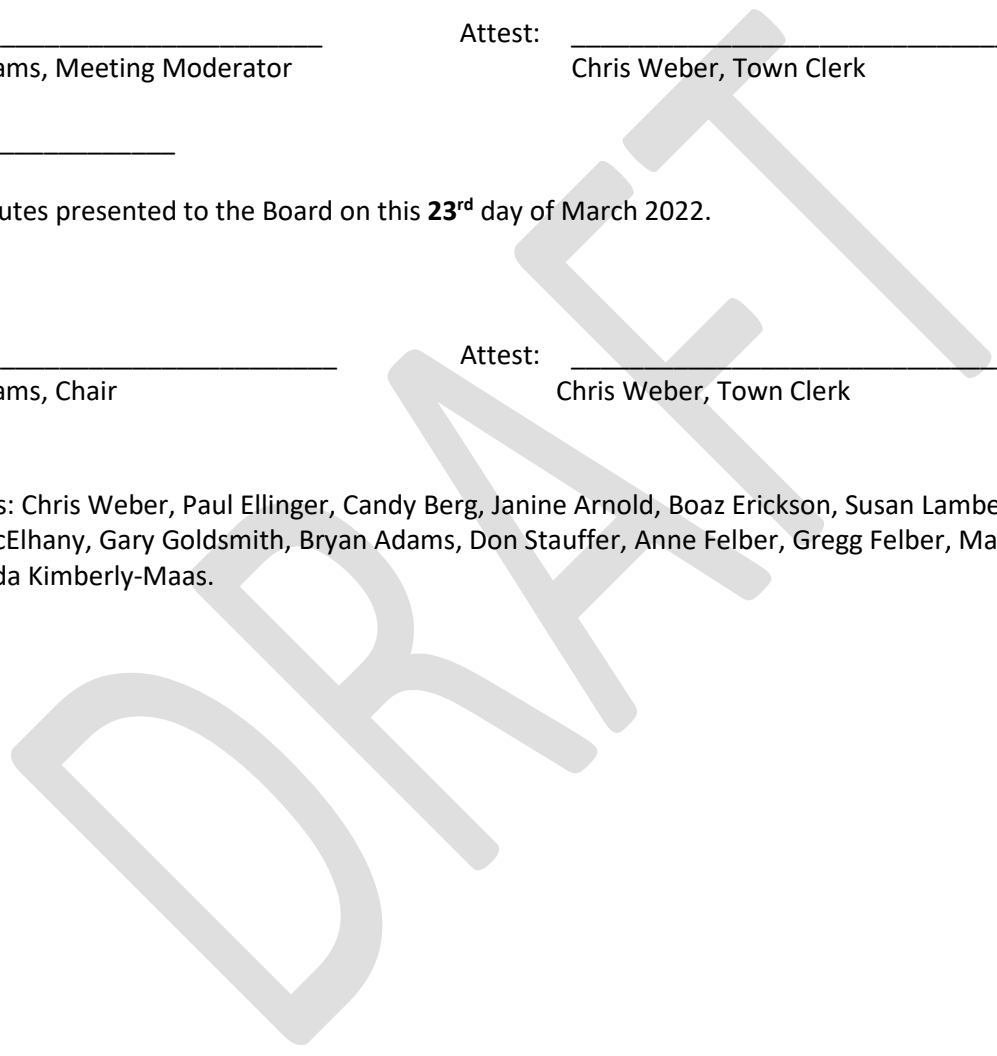 Attest:
ams, Meeting Moderator Chris Weber, Town Clerk
utes presented to the Board on this 23rd day of March 2022.
Attest:
ams, Chair Chris Weber, Town Clerk
s: Chris Weber, Paul Ellinger, Candy Berg, Janine Arnold, Boaz Erickson, Susan Lambe
cElhany, Gary Goldsmith, Bryan Adams, Don Stauffer, Anne Felber, Gregg Felber, Ma
da Kimberly-Maas.
DRAFT